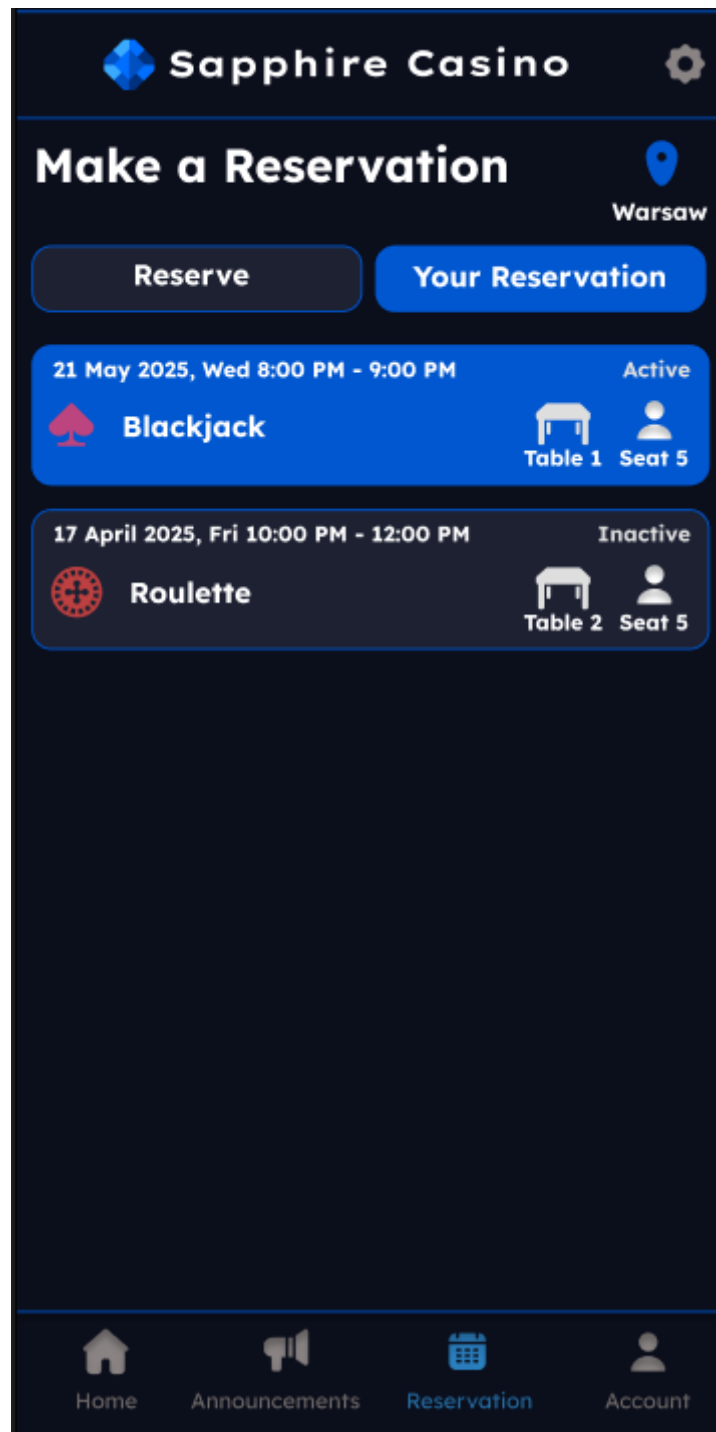 Sapphire Casino
Make a Reservation
Warsaw
Reserve
Your Reservation
21 May 2025, Wed 8:00 PM - 9:00 PM
Active
Blackjack
Table 1
Seat 5
17 April 2025, Fri 10:00 PM - 12:00 PM
Inactive
Roulette
Table 2
Seat 5
Home
Announcements
Reservation
Account